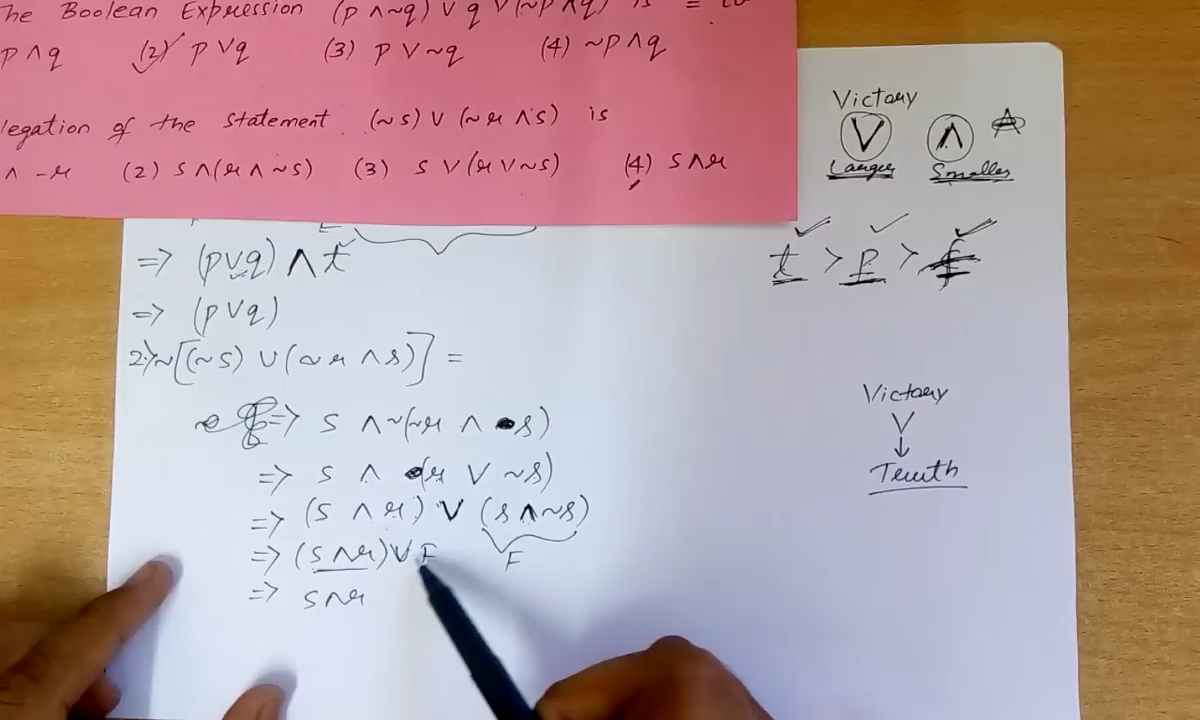 he Boolean Expression (p ∧ ~q) ∨ q ∨ (~p ∧ q) is ≡ to
p ∧ q (2) p ∨ q (3) p ∨ ~q (4) ~p ∧ q
legation of the statement (~s) ∨ (~r ∧ s) is
∧ -r (2) s ∧ (r ∧ ~s) (3) s ∨ (r ∨ ~s) (4) s ∧ r
Victory
∨ ∧
Larger Smaller
t > p > f
=> (p ∨ q) ∧ t
=> (p ∨ q)
2) ~[(~s) ∨ (~r ∧ s)] =
=> s ∧ ~(~r ∧ s)
=> s ∧ (r ∨ ~s)
=> (s ∧ r) ∨ (s ∧ ~s)
=> (s ∧ r) ∨ F
F
=> s ∧ r
Victory
∨
↓
Truth